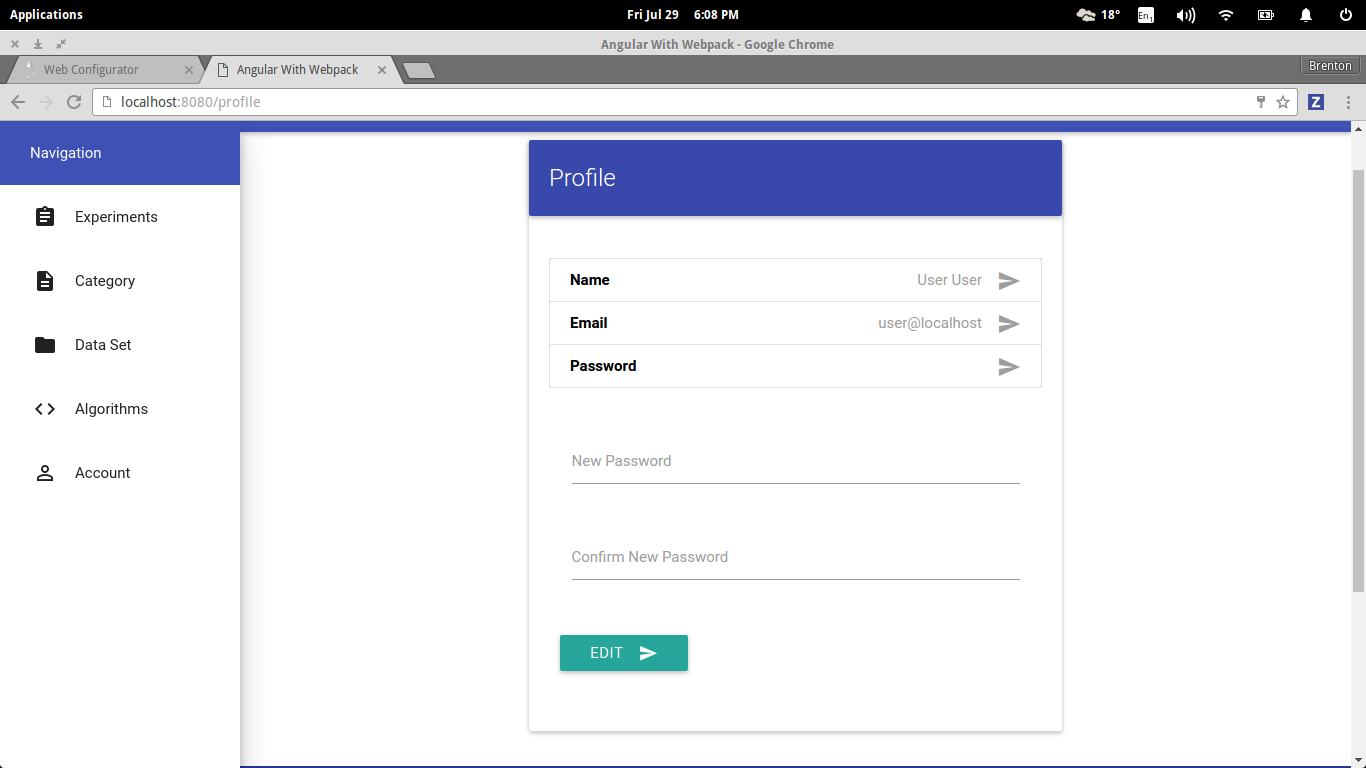 Applications
Fri Jul 29 6:08 PM
18°
En1
Angular With Webpack - Google Chrome
Web Configurator
Angular With Webpack
Brenton
localhost:8080/profile
Z
Navigation
Experiments
Category
Data Set
Algorithms
Account
Profile
Name User User
Email user@localhost
Password
New Password
Confirm New Password
EDIT